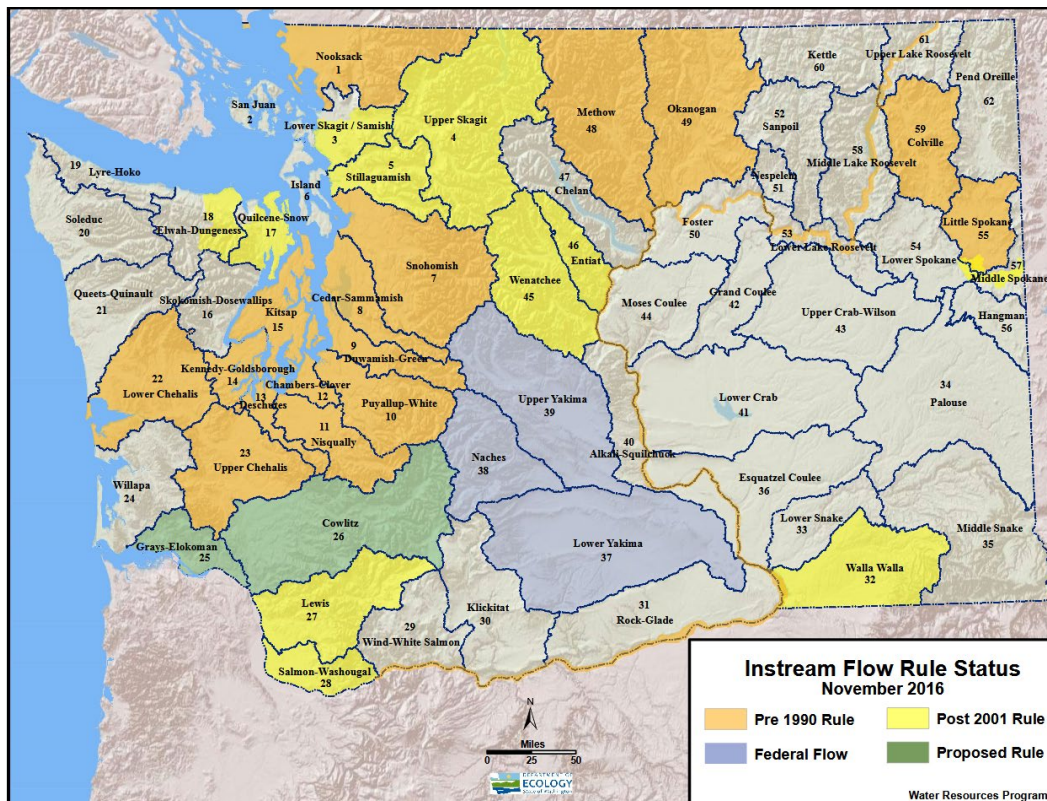 Nooksack
1
San Juan
2
Lower Skagit / Samish
3
Upper Skagit
4
5
Stillaguamish
Island
6
Snohomish
7
Cedar-Sammamish
8
9
Duwamish-Green
Puyallup-White
10
11
Nisqually
Chambers-Clover
12
13
Deschutes
Kennedy-Goldsborough
14
Kitsap
15
Skokomish-Dosewallips
16
Quilcene-Snow
17
18
Elwah-Dungeness
19
Lyre-Hoko
Soleduc
20
Queets-Quinault
21
22
Lower Chehalis
23
Upper Chehalis
Willapa
24
Grays-Elokoman
25
Cowlitz
26
Lewis
27
Salmon-Washougal
28
29
Wind-White Salmon
Klickitat
30
31
Rock-Glade
Walla Walla
32
Lower Snake
33
34
Palouse
Middle Snake
35
Esquatzel Coulee
36
Lower Yakima
37
Naches
38
Upper Yakima
39
40
Alkali-Squilchuck
Lower Crab
41
Grand Coulee
42
Upper Crab-Wilson
43
Moses Coulee
44
Wenatchee
45
46
Entiat
47
Chelan
Methow
48
Okanogan
49
Foster
50
Nespelem
51
52
Sanpoil
53
Lower Lake Roosevelt
54
Lower Spokane
Little Spokane
55
Hangman
56
57
Middle Spokane
58
Middle Lake Roosevelt
59
Colville
Kettle
60
61
Upper Lake Roosevelt
Pend Oreille
62
N
Miles
0 25 50
DEPARTMENT OF
ECOLOGY
State of Washington
Instream Flow Rule Status
November 2016
Pre 1990 Rule
Post 2001 Rule
Federal Flow
Proposed Rule
Water Resources Program